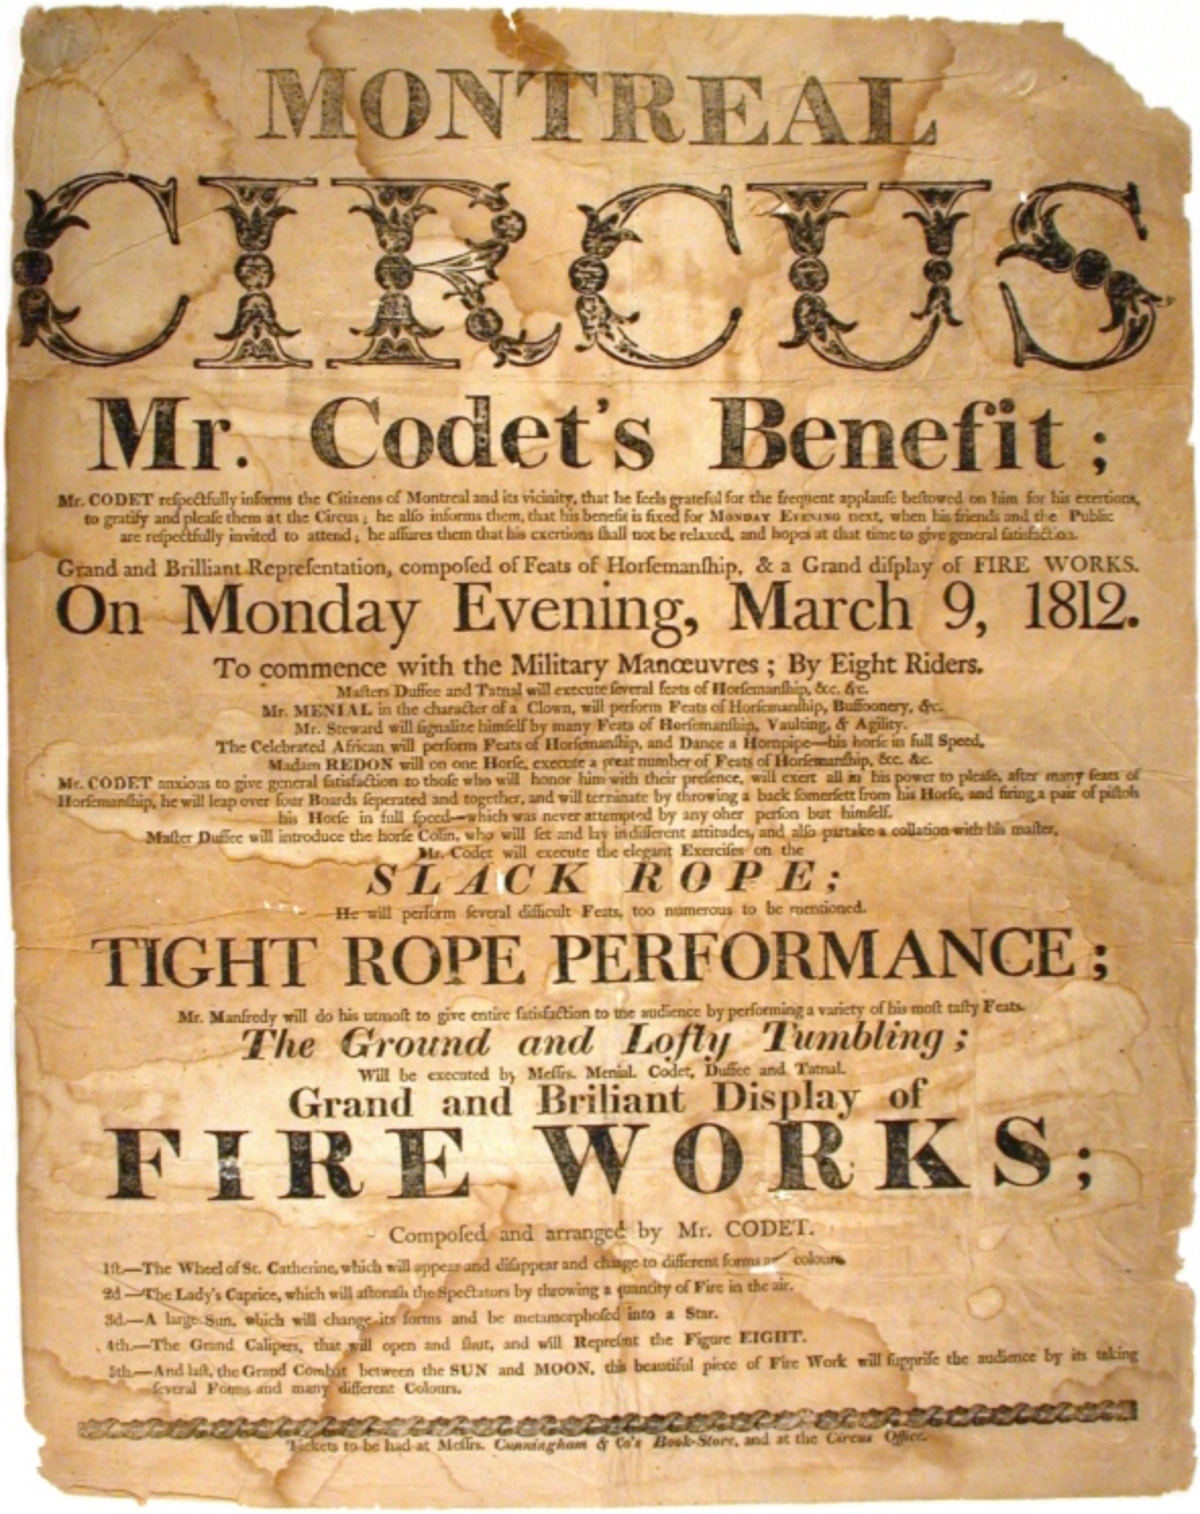 MONTREAL
CIRCUS
Mr. Codet's Benefit;
Mr. CODET reſpectfully informs the Citizens of Montreal and its vicinity, that he feels grateful for the frequent applauſe beſtowed on him for his exertions,
to gratify and pleaſe them at the Circus; he alſo informs them, that his benefit is fixed for MONDAY EVENING next, when his friends and the Public
are reſpectfully invited to attend; he aſſures them that his exertions ſhall not be relaxed, and hopes at that time to give general ſatisfaction.
Grand and Brilliant Repreſentation, compoſed of Feats of Horſemanſhip, & a Grand diſplay of FIRE WORKS.
On Monday Evening, March 9, 1812.
To commence with the Military Manœuvres; By Eight Riders.
Maſters Duffee and Tatnal will execute ſeveral feats of Horſemanſhip, &c. &c.
Mr. MENIAL in the character of a Clown, will perform Feats of Horſemanſhip, Buffoonery, &c.
Mr. Steward will ſignalize himſelf by many Feats of Horſemanſhip, Vaulting, & Agility.
The Celebrated African will perform Feats of Horſemanſhip, and Dance a Hornpipe—his horſe in full Speed,
Madam REDON will on one Horſe, execute a great number of Feats of Horſemanſhip, &c. &c.
Mr. CODET anxious to give general ſatisfaction to thoſe who will honor him with their preſence, will exert all in his power to pleaſe, after many feats of
Horſemanſhip, he will leap over four Boards ſeperated and together, and will terminate by throwing a back ſomerſett from his Horſe, and firing a pair of piſtols
his Horſe in full ſpeed—which was never attempted by any oher perſon but himſelf.
Maſter Duffee will introduce the horſe Collin, who will ſet and lay in different attitudes, and alſo partake a collation with his maſter,
Mr. Codet will execute the elegant Exerciſes on the
SLACK ROPE;
He will perform ſeveral difficult Feats, too numerous to be mentioned.
TIGHT ROPE PERFORMANCE;
Mr. Manfredy will do his utmoſt to give entire ſatisfaction to the audience by performing a variety of his moſt taſty Feats.
The Ground and Lofty Tumbling;
Will be executed by Meſſrs. Menial. Codet, Duffee and Tatnal.
Grand and Briliant Display of
FIRE WORKS;
Compoſed and arranged by Mr. CODET.
1ſt.—The Wheel of St. Catherine, which will appear and diſappear and change to different forms colours
2d—The Lady's Caprice, which will aſtoniſh the Spectators by throwing a quantity of Fire in the air.
3d.—A large Sun, which will change its forms and be metamorphoſed into a Star.
4th.—The Grand Calipers, that will open and ſhut, and will Repreſnt the Figure EIGHT.
5th.—And laſt, the Grand Combat between the SUN and MOON, this beautiful piece of Fire Work will ſuppriſe the audience by its taking
ſeveral Forms and many different Colours.
Tickets to be had at Meſſrs. Cunningham & Co's Book-Store, and at the Circus Office.